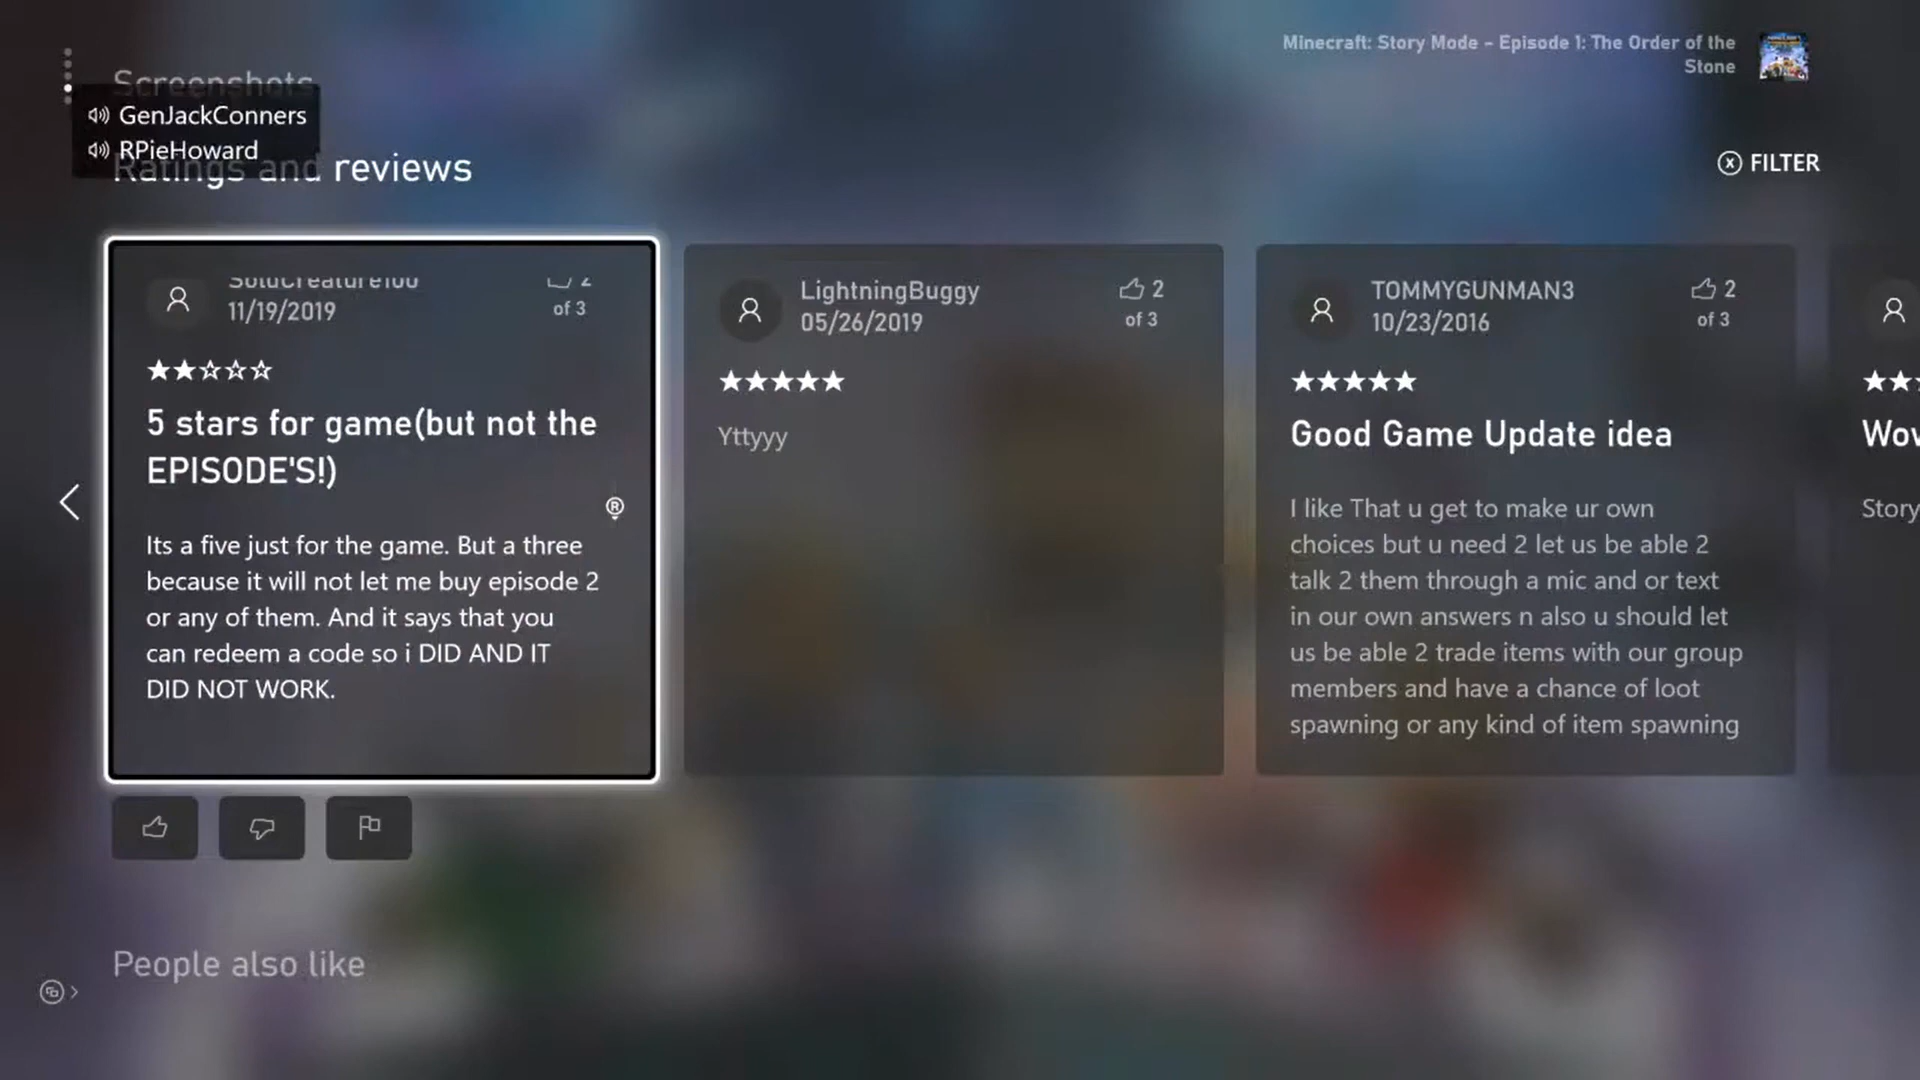 Minecraft: Story Mode - Episode 1: The Order of the
Stone
Screenshots
GenJackConners
RPieHoward
Ratings and reviews
FILTER
11/19/2019
2
of 3
5 stars for game(but not the
EPISODE'S!)
Its a five just for the game. But a three
because it will not let me buy episode 2
or any of them. And it says that you
can redeem a code so i DID AND IT
DID NOT WORK.
LightningBuggy
05/26/2019
2
of 3
Yttyyy
TOMMYGUNMAN3
10/23/2016
2
of 3
Good Game Update idea
I like That u get to make ur own
choices but u need 2 let us be able 2
talk 2 them through a mic and or text
in our own answers n also u should let
us be able 2 trade items with our group
members and have a chance of loot
spawning or any kind of item spawning
Story
People also like